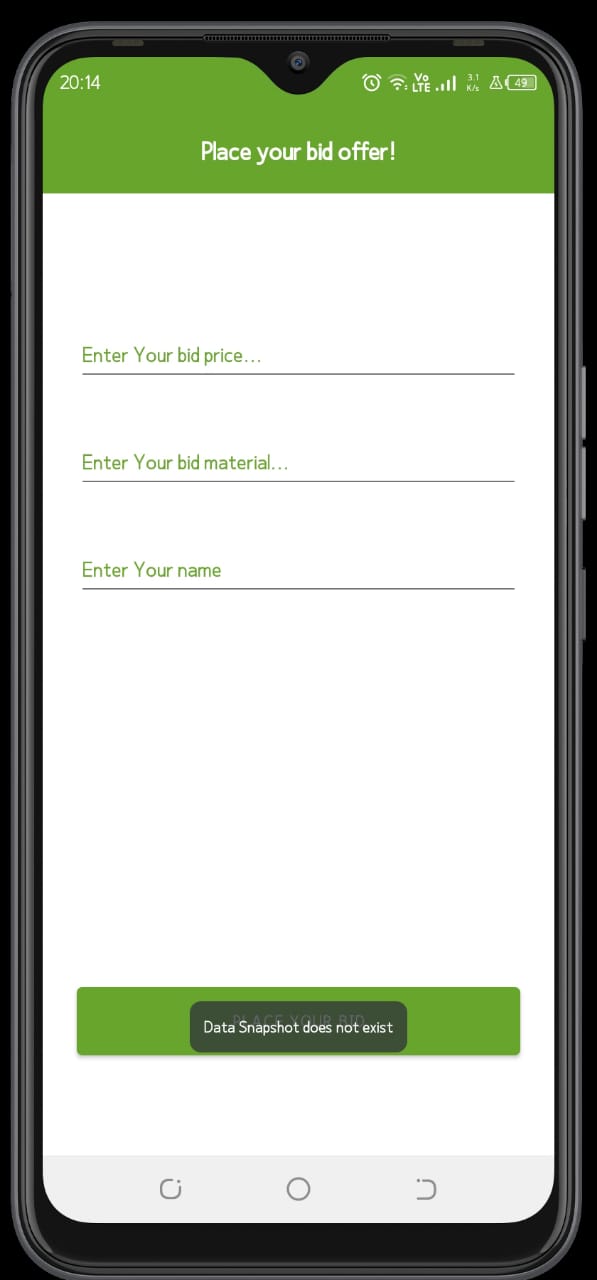 20:14
Vo
LTE
3.1
K/s
49
Place your bid offer!
Enter Your bid price...
Enter Your bid material...
Enter Your name
PLACE YOUR BID
Data Snapshot does not exist